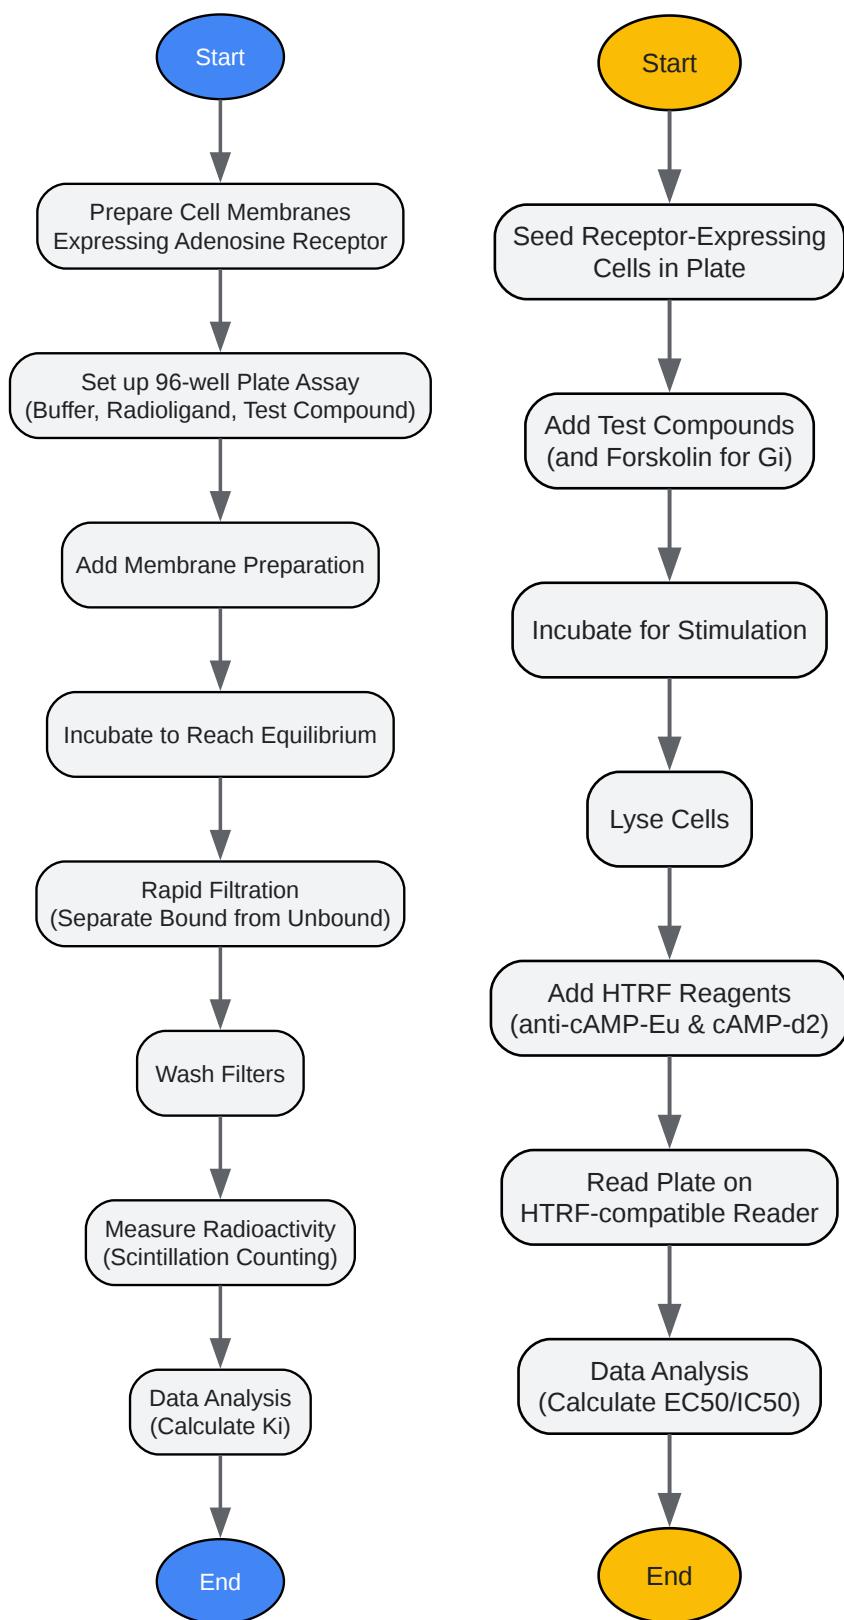 Start
Prepare Cell Membranes
Expressing Adenosine Receptor
Set up 96-well Plate Assay
(Buffer, Radioligand, Test Compound)
Add Membrane Preparation
Incubate to Reach Equilibrium
Rapid Filtration
(Separate Bound from Unbound)
Wash Filters
Measure Radioactivity
(Scintillation Counting)
Data Analysis
(Calculate Ki)
End
Start
Seed Receptor-Expressing
Cells in Plate
Add Test Compounds
(and Forskolin for Gi)
Incubate for Stimulation
Lyse Cells
Add HTRF Reagents
(anti-cAMP-Eu & cAMP-d2)
Read Plate on
HTRF-compatible Reader
Data Analysis
(Calculate EC50/IC50)
End